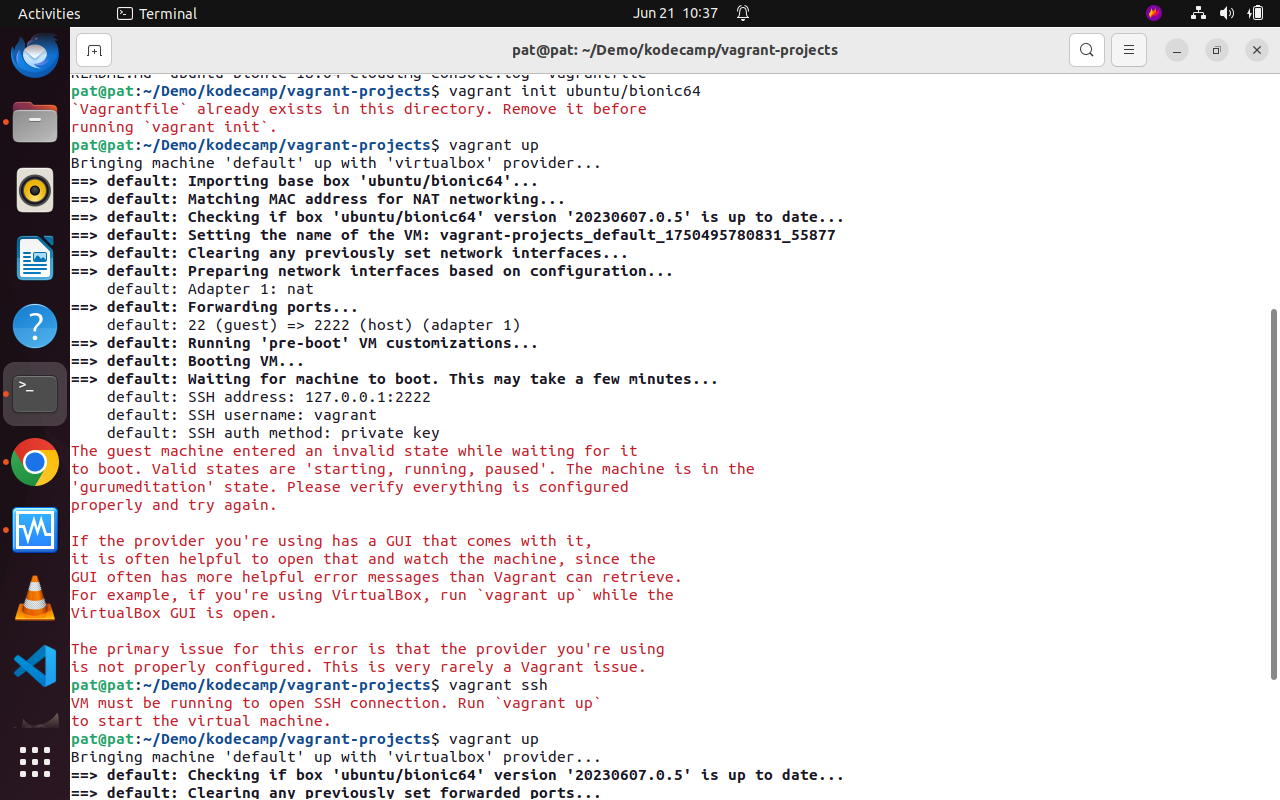 Activities
Terminal
Jun 21 10:37
pat@pat: ~/Demo/kodecamp/vagrant-projects
README.md ubuntu-bionic-18.04-cloudimg-console.log Vagrantfile
pat@pat:~/Demo/kodecamp/vagrant-projects$ vagrant init ubuntu/bionic64
`Vagrantfile` already exists in this directory. Remove it before
running `vagrant init`.
pat@pat:~/Demo/kodecamp/vagrant-projects$ vagrant up
Bringing machine 'default' up with 'virtualbox' provider...
==> default: Importing base box 'ubuntu/bionic64'...
==> default: Matching MAC address for NAT networking...
==> default: Checking if box 'ubuntu/bionic64' version '20230607.0.5' is up to date...
==> default: Setting the name of the VM: vagrant-projects_default_1750495780831_55877
==> default: Clearing any previously set network interfaces...
==> default: Preparing network interfaces based on configuration...
    default: Adapter 1: nat
==> default: Forwarding ports...
    default: 22 (guest) => 2222 (host) (adapter 1)
==> default: Running 'pre-boot' VM customizations...
==> default: Booting VM...
==> default: Waiting for machine to boot. This may take a few minutes...
    default: SSH address: 127.0.0.1:2222
    default: SSH username: vagrant
    default: SSH auth method: private key
The guest machine entered an invalid state while waiting for it
to boot. Valid states are 'starting, running, paused'. The machine is in the
'gurumeditation' state. Please verify everything is configured
properly and try again.

If the provider you're using has a GUI that comes with it,
it is often helpful to open that and watch the machine, since the
GUI often has more helpful error messages than Vagrant can retrieve.
For example, if you're using VirtualBox, run `vagrant up` while the
VirtualBox GUI is open.

The primary issue for this error is that the provider you're using
is not properly configured. This is very rarely a Vagrant issue.
pat@pat:~/Demo/kodecamp/vagrant-projects$ vagrant ssh
VM must be running to open SSH connection. Run `vagrant up`
to start the virtual machine.
pat@pat:~/Demo/kodecamp/vagrant-projects$ vagrant up
Bringing machine 'default' up with 'virtualbox' provider...
==> default: Checking if box 'ubuntu/bionic64' version '20230607.0.5' is up to date...
==> default: Clearing any previously set forwarded ports...